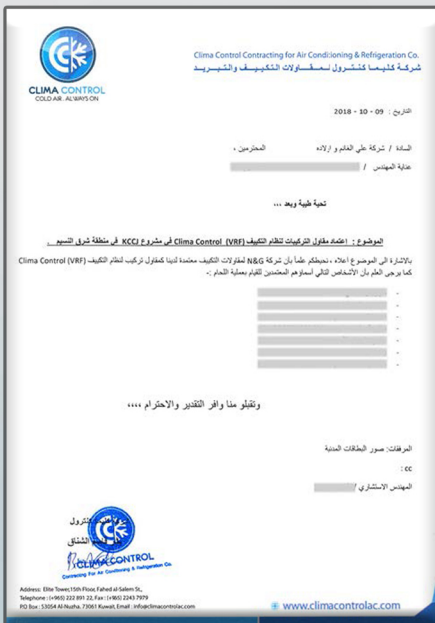 CLIMA CONTROL
COLD AIR. ALWAYS ON
Clima Control Contracting for Air Conditioning & Refrigeration Co.
شركة كليما كنترول لمقاولات التكييف والتبريد
التاريخ : 09 - 10 - 2018
السادة / شركة علي الغانم و اولاده المحترمين ،
عناية المهندس /
تحية طيبة وبعد ،،،
الموضوع : إعتماد مقاول التركيبات لنظام التكييف Clima Control (VRF) في مشروع KCCJ في منطقة شرق النسيم .
بالاشارة الى الموضوع أعلاه ، نحيطكم علماً بأن شركة N&G لمقاولات التكييف معتمدة لدينا كمقاول تركيب لنظام التكييف Clima Control (VRF)
كما يرجى العلم بأن الأشخاص التالي أسماؤهم المعتمدين للقيام بعملية اللحام :-
-
-
-
-
-
-
-
وتقبلو منا وافر التقدير والاحترام ،،،،
المرفقات: صور البطاقات المدنية
cc :
المهندس الاستشاري /
CLIMA CONTROL
Contracting For Air Conditioning & Refrigeration Co.
Address: Elite Tower,15th Floor, Fahed al-Salem St.,
Telephone : (+965) 222 891 22, Fax : (+965) 2243 7979
PO Box : 53054 Al-Nuzha, 73061 Kuwait, Email : info@climacontrolac.com
www.climacontrolac.com